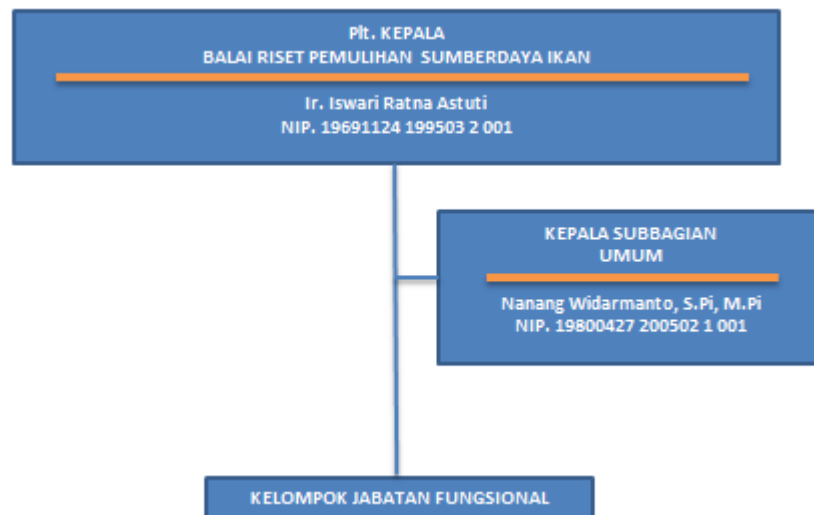 Plt. KEPALA
BALAI RISET PEMULIHAN SUMBERDAYA IKAN
Ir. Iswari Ratna Astuti
NIP. 19691124 199503 2 001
KEPALA SUBBAGIAN
UMUM
Nanang Widarmanto, S.Pi, M.Pi
NIP. 19800427 200502 1 001
KELOMPOK JABATAN FUNGSIONAL